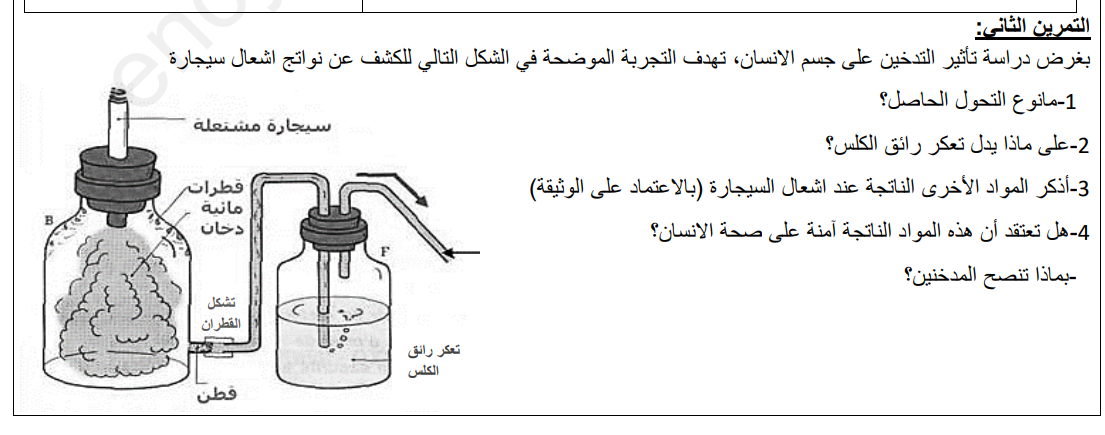 التمرين الثاني:
بغرض دراسة تأثير التدخين على جسم الانسان، تهدف التجربة الموضحة في الشكل التالي للكشف عن نواتج اشعال سيجارة
1-مانوع التحول الحاصل؟
2-على ماذا يدل تعكر رائق الكلس؟
3-أذكر المواد الأخرى الناتجة عند اشعال السيجارة (بالاعتماد على الوثيقة)
4-هل تعتقد أن هذه المواد الناتجة آمنة على صحة الانسان؟
-بماذا تنصح المدخنين؟
سيجارة مشتعلة
قطرات
مائية
دخان
B
F
تشكل
القطران
تعكر رائق
الكلس
قطن